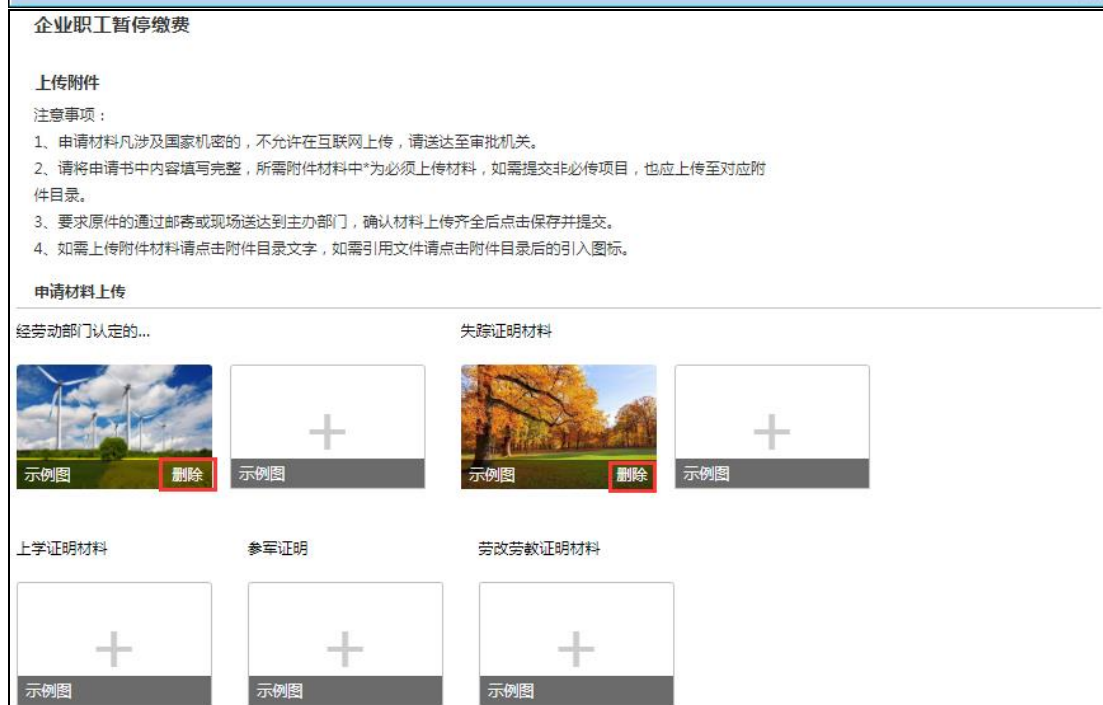 企业职工暂停缴费
上传附件
注意事项：
1、申请材料凡涉及国家机密的，不允许在互联网上传，请送达至审批机关。
2、请将申请书中内容填写完整，所需附件材料中*为必须上传材料，如需提交非必传项目，也应上传至对应附
件目录。
3、要求原件的通过邮寄或现场送达到主办部门，确认材料上传齐全后点击保存并提交。
4、如需上传附件材料请点击附件目录文字，如需引用文件请点击附件目录后的引入图标。
申请材料上传
经劳动部门认定的... 失踪证明材料
示例图 删除 示例图 示例图 删除 示例图
上学证明材料 参军证明 劳改劳教证明材料
示例图 示例图 示例图